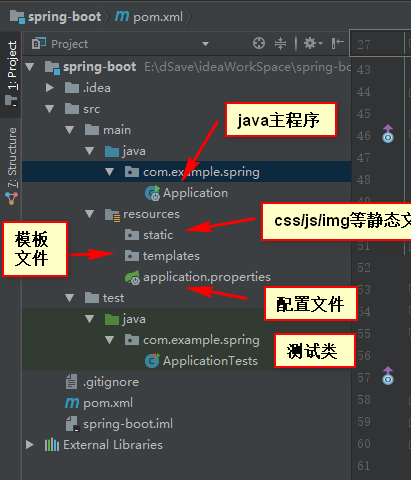 spring-boot pom.xml
Project
27
1: Project
7: Structure
spring-boot E:\dSave\ideaWorkSpace\spring-bo
.idea
src
main
java
com.example.spring
Application
resources
static
templates
application.properties
test
java
com.example.spring
ApplicationTests
.gitignore
pom.xml
spring-boot.iml
External Libraries
java主程序
css/js/img等静态文
模板
文件
配置文件
测试类
43
44
45
46
47
48
49
50
51
52
53
54
55
56
57
58
59
60
61